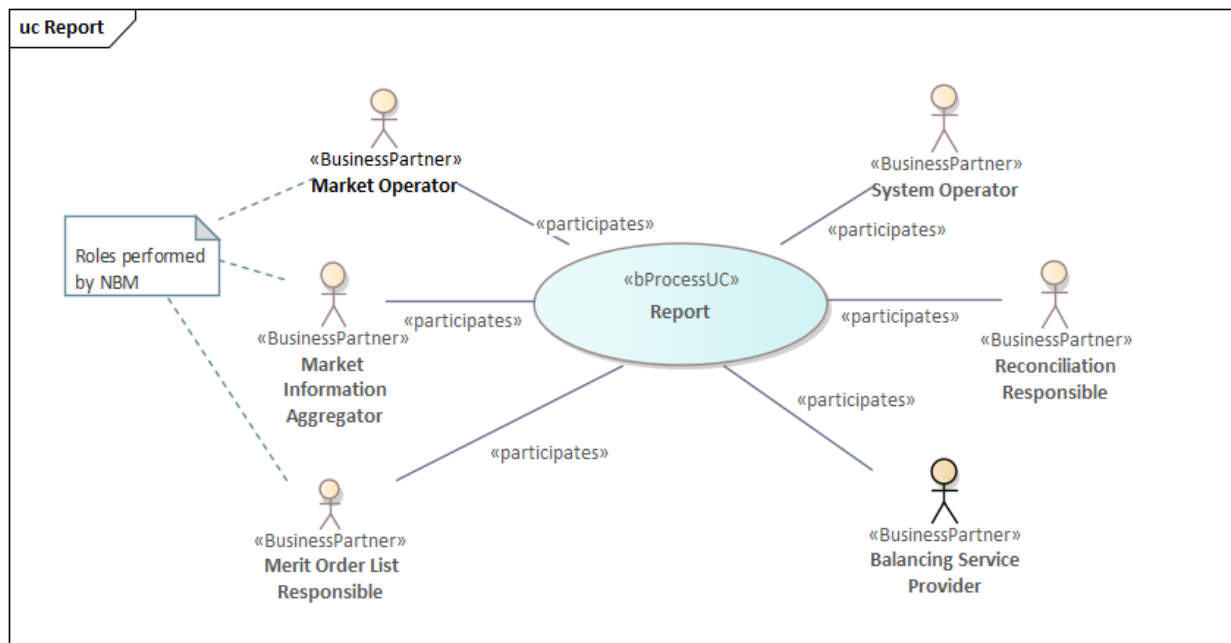 uc Report
«BusinessPartner»
Market Operator
«BusinessPartner»
System Operator
«participates»
«participates»
Roles performed
by NBM
«bProcessUC»
Report
«participates»
«participates»
«BusinessPartner»
Market
Information
Aggregator
«BusinessPartner»
Reconciliation
Responsible
«participates»
«participates»
«BusinessPartner»
Merit Order List
Responsible
«BusinessPartner»
Balancing Service
Provider